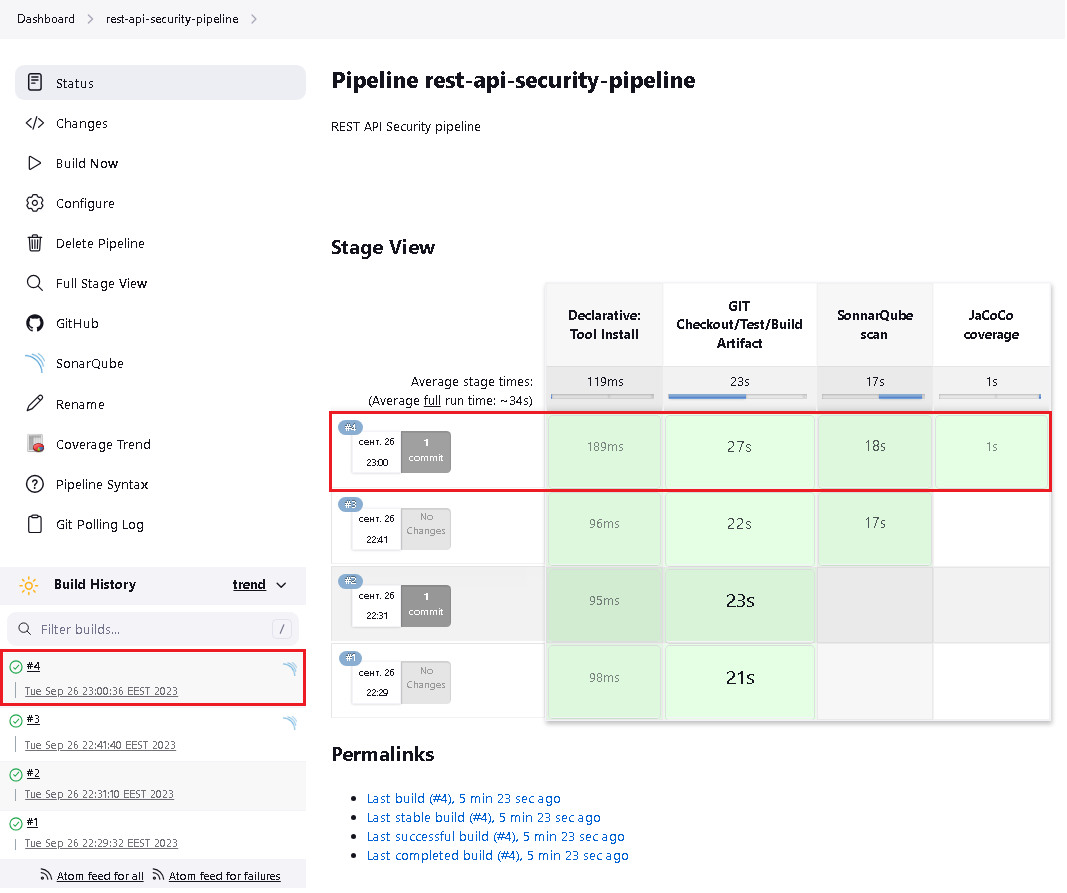 Dashboard
rest-api-security-pipeline
Status
Changes
Build Now
Configure
Delete Pipeline
Full Stage View
GitHub
SonarQube
Rename
Coverage Trend
Pipeline Syntax
Git Polling Log
Build History
trend
Filter builds...
/
#4
Tue Sep 26 23:00:36 EEST 2023
#3
Tue Sep 26 22:41:40 EEST 2023
#2
Tue Sep 26 22:31:10 EEST 2023
#1
Tue Sep 26 22:29:32 EEST 2023
Atom feed for all
Atom feed for failures
Pipeline rest-api-security-pipeline
REST API Security pipeline
Stage View
Declarative:
Tool Install
GIT
Checkout/Test/Build
Artifact
SonnarQube
scan
JaCoCo
coverage
Average stage times:
(Average full run time: ~34s)
119ms
23s
17s
1s
#4
сент. 26
23:00
1
commit
189ms
27s
18s
1s
#3
сент. 26
22:41
No
Changes
96ms
22s
17s
#2
сент. 26
22:31
1
commit
95ms
23s
#1
сент. 26
22:29
No
Changes
98ms
21s
Permalinks
Last build (#4), 5 min 23 sec ago
Last stable build (#4), 5 min 23 sec ago
Last successful build (#4), 5 min 23 sec ago
Last completed build (#4), 5 min 23 sec ago